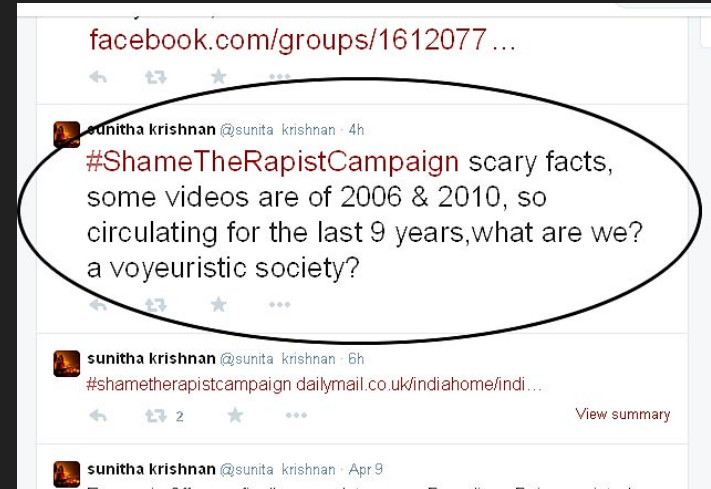 facebook.com/groups/1612077...
sunitha krishnan @sunita_krishnan · 4h
#ShameTheRapistCampaign scary facts,
some videos are of 2006 & 2010, so
circulating for the last 9 years,what are we?
a voyeuristic society?
sunitha krishnan @sunita_krishnan · 6h
#shametherapistcampaign dailymail.co.uk/indiahome/indi...
2
View summary
sunitha krishnan @sunita_krishnan · Apr 9